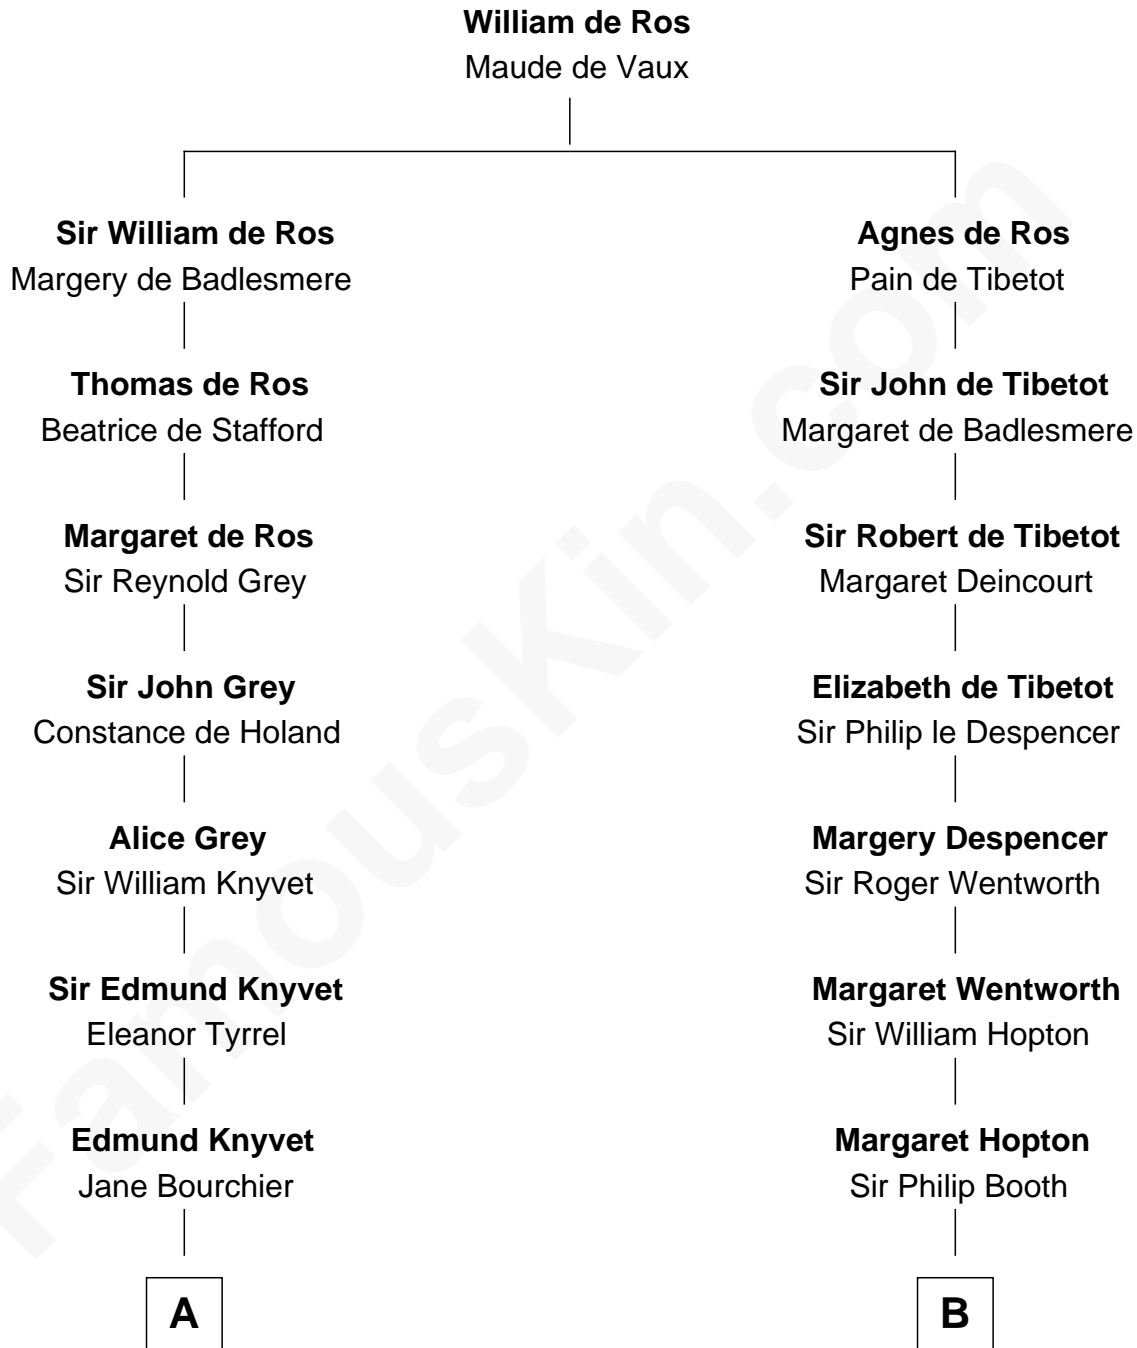 William de Ros
Maude de Vaux
Sir William de Ros
Margery de Badlesmere
Agnes de Ros
Pain de Tibetot
Thomas de Ros
Beatrice de Stafford
Sir John de Tibetot
Margaret de Badlesmere
Margaret de Ros
Sir Reynold Grey
Sir Robert de Tibetot
Margaret Deincourt
Sir John Grey
Constance de Holand
Elizabeth de Tibetot
Sir Philip le Despencer
Alice Grey
Sir William Knyvet
Margery Despencer
Sir Roger Wentworth
Sir Edmund Knyvet
Eleanor Tyrrel
Margaret Wentworth
Sir William Hopton
Edmund Knyvet
Jane Bourchier
Margaret Hopton
Sir Philip Booth
A
B
FamousKin.com